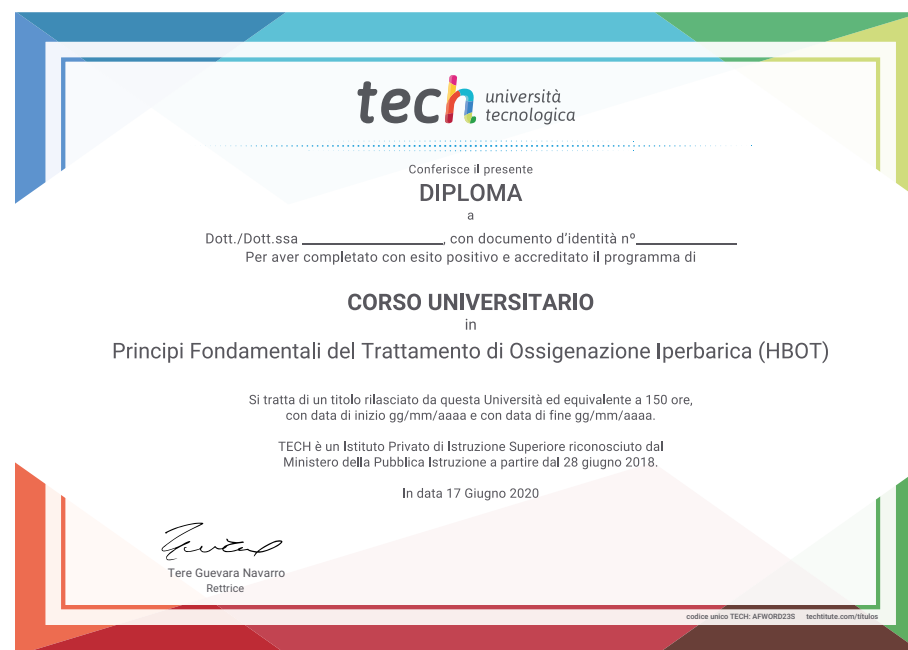 tech università
tecnologica
Conferisce il presente
DIPLOMA
a
Dott./Dott.ssa ____________________, con documento d'identità nº______________
Per aver completato con esito positivo e accreditato il programma di
CORSO UNIVERSITARIO
in
Principi Fondamentali del Trattamento di Ossigenazione Iperbarica (HBOT)
Si tratta di un titolo rilasciato da questa Università ed equivalente a 150 ore,
con data di inizio gg/mm/aaaa e con data di fine gg/mm/aaaa.
TECH è un Istituto Privato di Istruzione Superiore riconosciuto dal
Ministero della Pubblica Istruzione a partire dal 28 giugno 2018.
In data 17 Giugno 2020
Tere Guevara Navarro
Rettrice
codice unico TECH: AFWORD23S techtitute.com/titulos